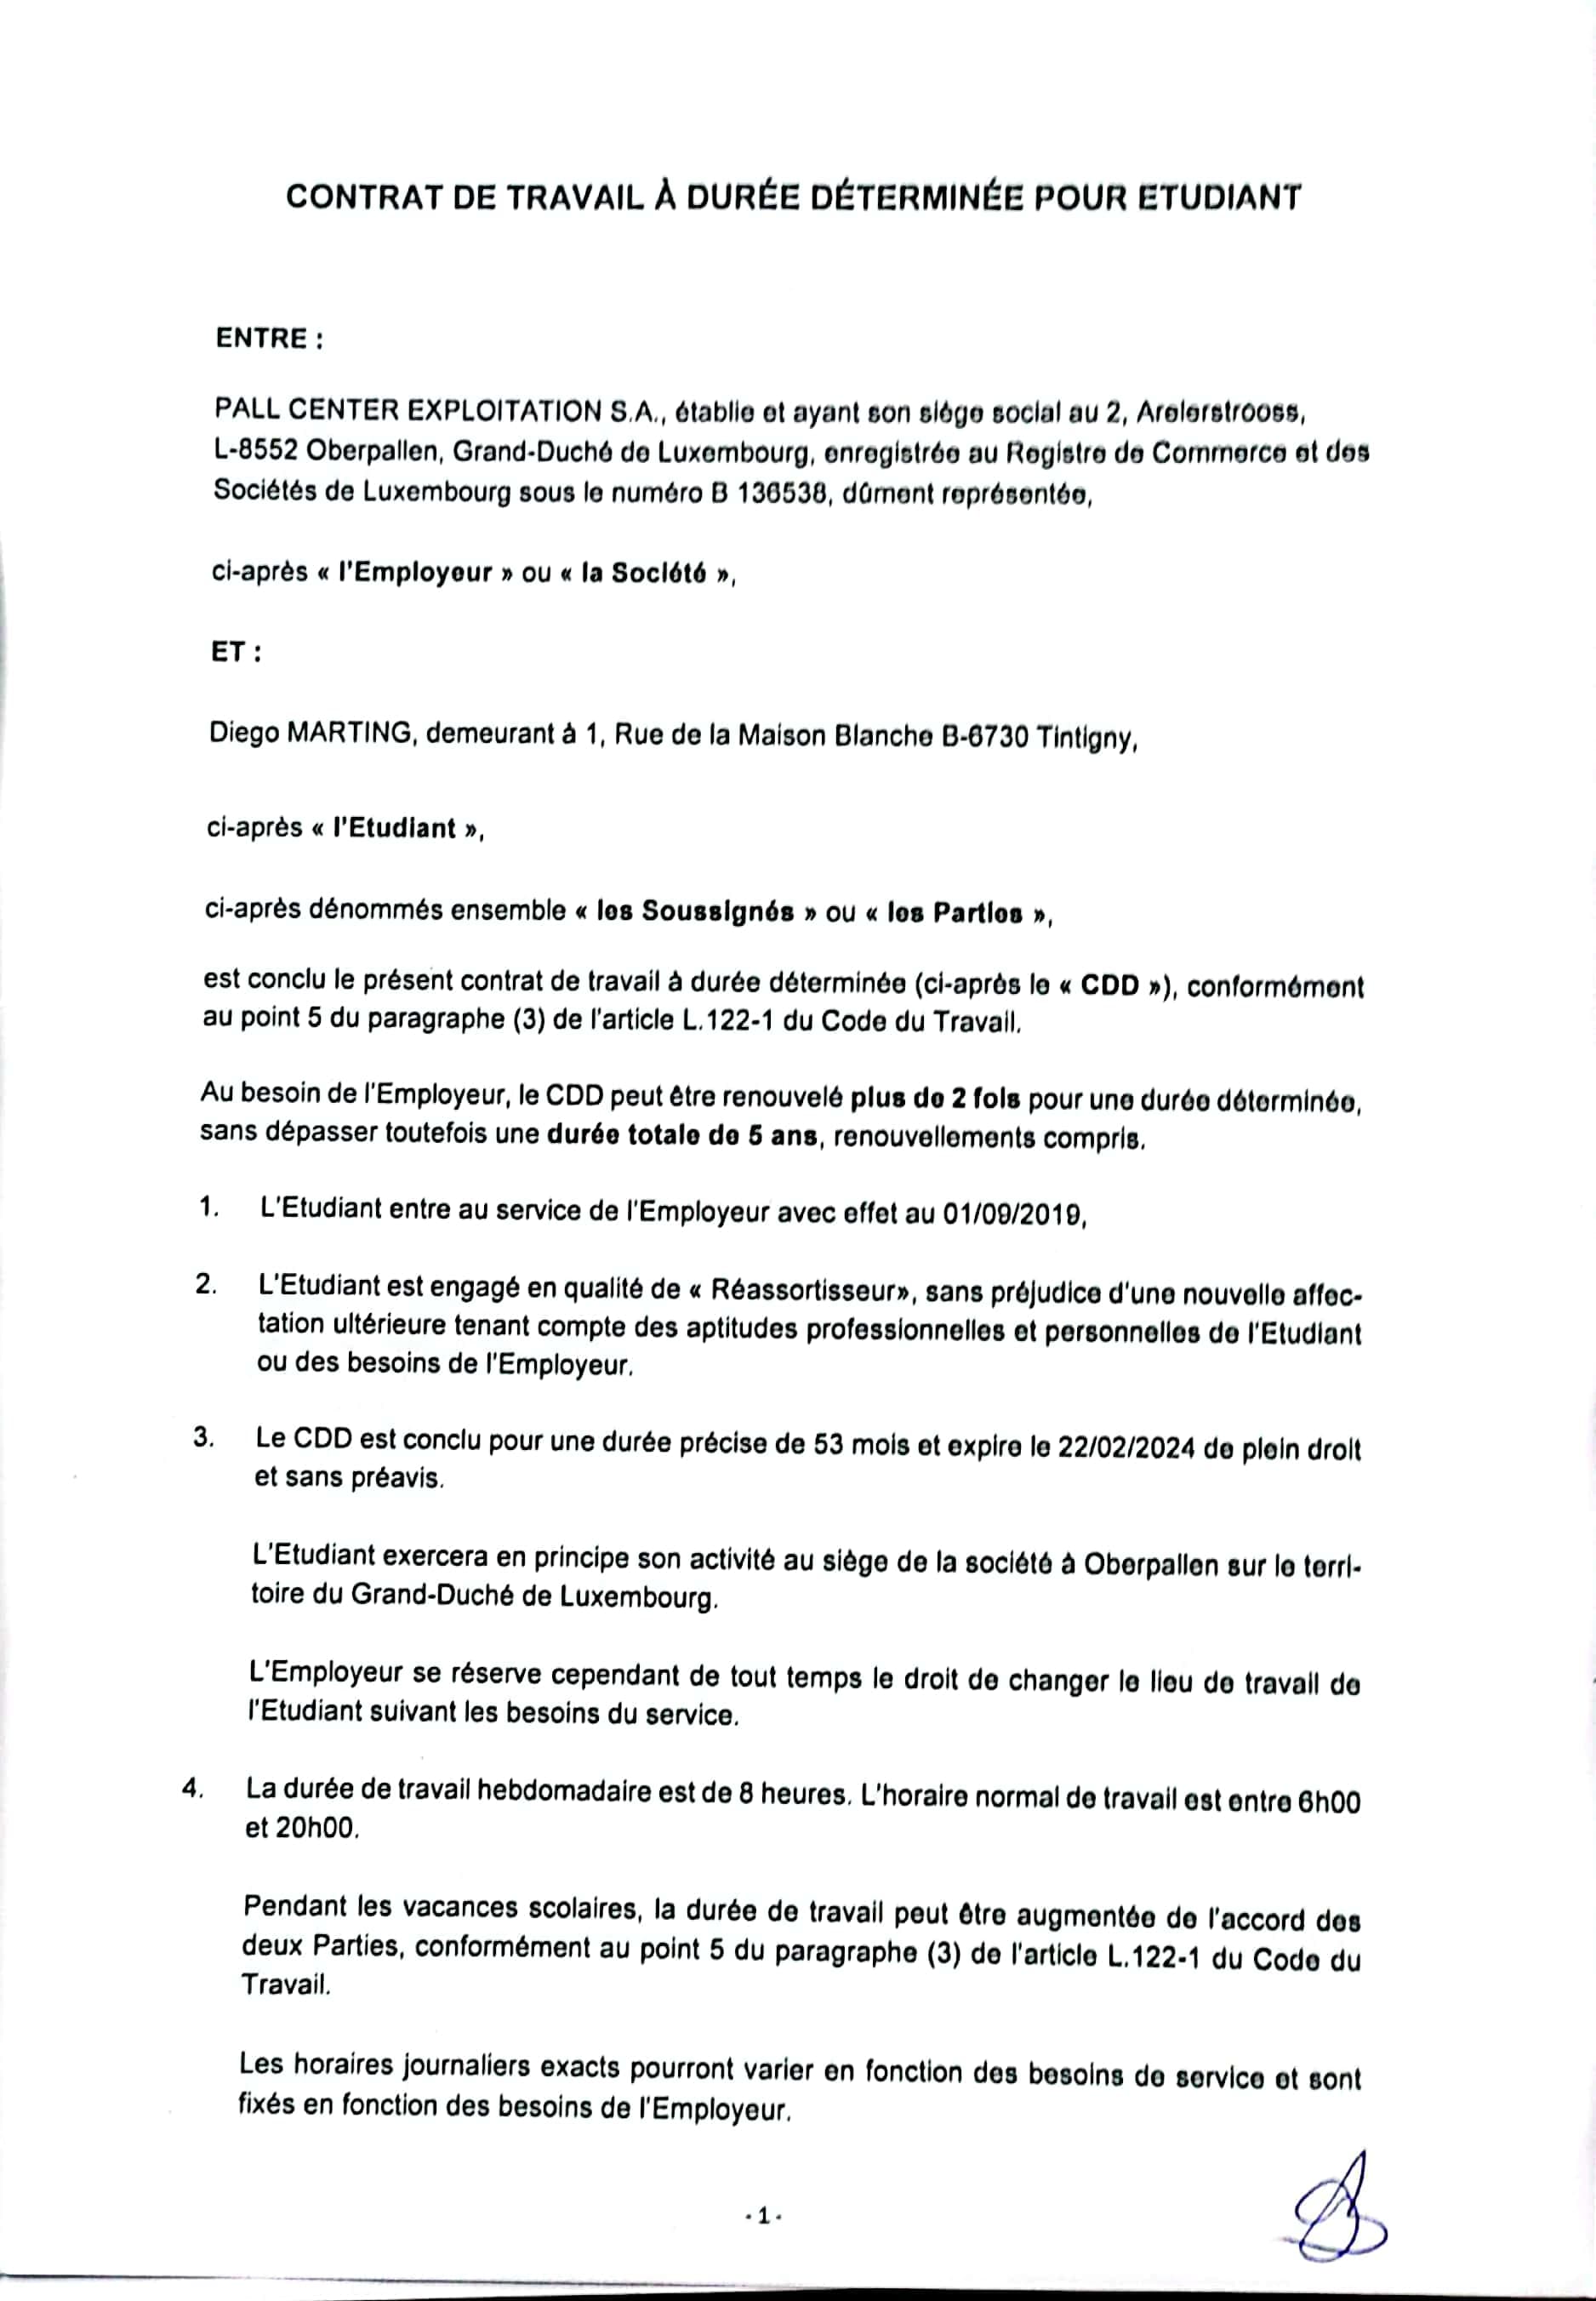 CONTRAT DE TRAVAIL À DURÉE DÉTERMINÉE POUR ETUDIANT
ENTRE :
PALL CENTER EXPLOITATION S.A., établie et ayant son siège social au 2, Arelerstrooss,
L-8552 Oberpallen, Grand-Duché de Luxembourg, enregistrée au Registre de Commerce et des
Sociétés de Luxembourg sous le numéro B 136538, dûment représentée,
ci-après « l'Employeur » ou « la Société »,
ET :
Diego MARTING, demeurant à 1, Rue de la Maison Blanche B-6730 Tintigny,
ci-après « l'Etudiant »,
ci-après dénommés ensemble « les Soussignés » ou « les Parties »,
est conclu le présent contrat de travail à durée déterminée (ci-après le « CDD »), conformément
au point 5 du paragraphe (3) de l'article L.122-1 du Code du Travail.
Au besoin de l'Employeur, le CDD peut être renouvelé plus de 2 fois pour une durée déterminée,
sans dépasser toutefois une durée totale de 5 ans, renouvellements compris.
1. L'Etudiant entre au service de l'Employeur avec effet au 01/09/2019,
2. L'Etudiant est engagé en qualité de « Réassortisseur», sans préjudice d'une nouvelle affec-
tation ultérieure tenant compte des aptitudes professionnelles et personnelles de l'Etudiant
ou des besoins de l'Employeur.
3. Le CDD est conclu pour une durée précise de 53 mois et expire le 22/02/2024 de plein droit
et sans préavis.
L'Etudiant exercera en principe son activité au siège de la société à Oberpallen sur le terri-
toire du Grand-Duché de Luxembourg.
L'Employeur se réserve cependant de tout temps le droit de changer le lieu de travail de
l'Etudiant suivant les besoins du service.
4. La durée de travail hebdomadaire est de 8 heures. L'horaire normal de travail est entre 6h00
et 20h00.
Pendant les vacances scolaires, la durée de travail peut être augmentée de l'accord des
deux Parties, conformément au point 5 du paragraphe (3) de l'article L.122-1 du Code du
Travail.
Les horaires journaliers exacts pourront varier en fonction des besoins de service et sont
fixés en fonction des besoins de l'Employeur.
- 1 -